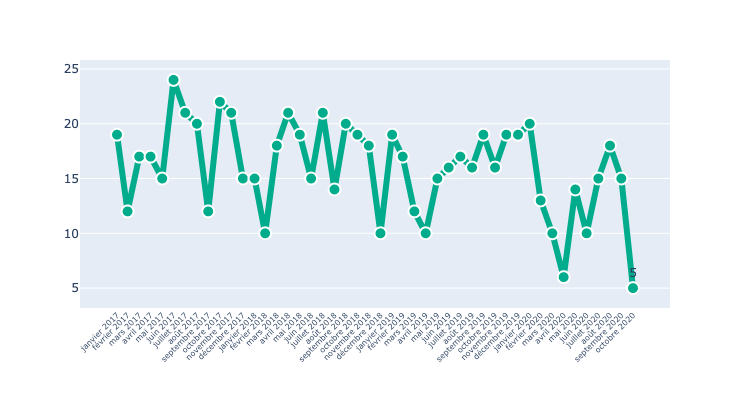 25
20
15
10
5
5
janvier 2017
février 2017
mars 2017
avril 2017
mai 2017
juin 2017
juillet 2017
août 2017
septembre 2017
octobre 2017
novembre 2017
décembre 2017
janvier 2018
février 2018
mars 2018
avril 2018
mai 2018
juin 2018
juillet 2018
août 2018
septembre 2018
octobre 2018
novembre 2018
décembre 2018
janvier 2019
février 2019
mars 2019
avril 2019
mai 2019
juin 2019
juillet 2019
août 2019
septembre 2019
octobre 2019
novembre 2019
décembre 2019
janvier 2020
février 2020
mars 2020
avril 2020
mai 2020
juin 2020
juillet 2020
août 2020
septembre 2020
octobre 2020